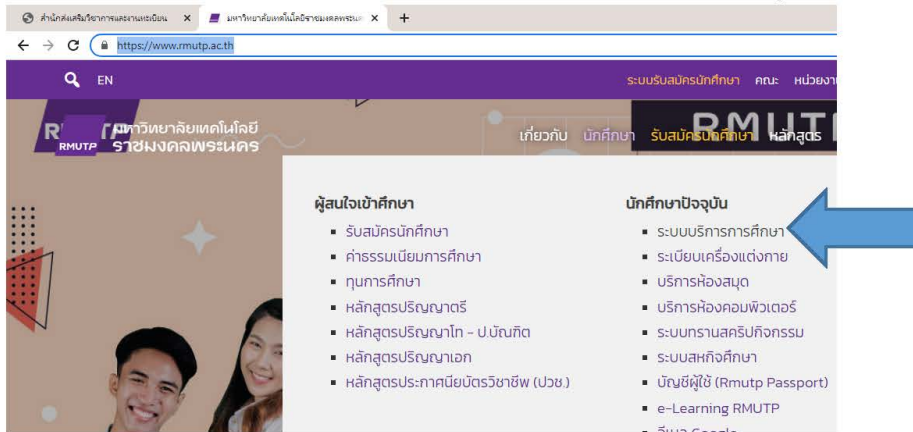 สำนักส่งเสริมวิชาการและงานทะเบียน
มหาวิทยาลัยเทคโนโลยีราชมงคลพระนค
https://www.rmutp.ac.th
EN
ระบบรับสมัครนักศึกษา คณะ หน่วยงา
RMUTP
มหาวิทยาลัยเทคโนโลยี
ราชมงคลพระนคร
RMUTP
เกี่ยวกับ นักศึกษา รับสมัครนักศึกษา หลักสูตร
ผู้สนใจเข้าศึกษา
รับสมัครนักศึกษา
ค่าธรรมเนียมการศึกษา
ทุนการศึกษา
หลักสูตรปริญญาตรี
หลักสูตรปริญญาโท - ป.บัณฑิต
หลักสูตรปริญญาเอก
หลักสูตรประกาศนียบัตรวิชาชีพ (ปวช.)
นักศึกษาปัจจุบัน
ระบบบริการการศึกษา
ระเบียบเครื่องแต่งกาย
บริการห้องสมุด
บริการห้องคอมพิวเตอร์
ระบบทรานสคริปกิจกรรม
ระบบสหกิจศึกษา
บัญชีผู้ใช้ (Rmutp Passport)
e-Learning RMUTP